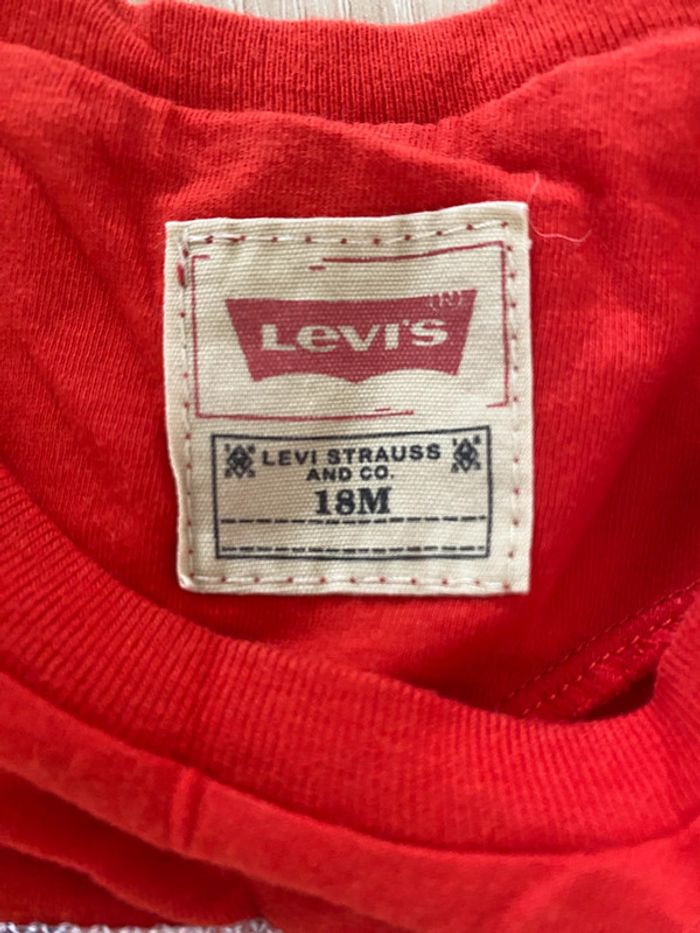 Levi's
LEVI STRAUSS
AND CO.
18M